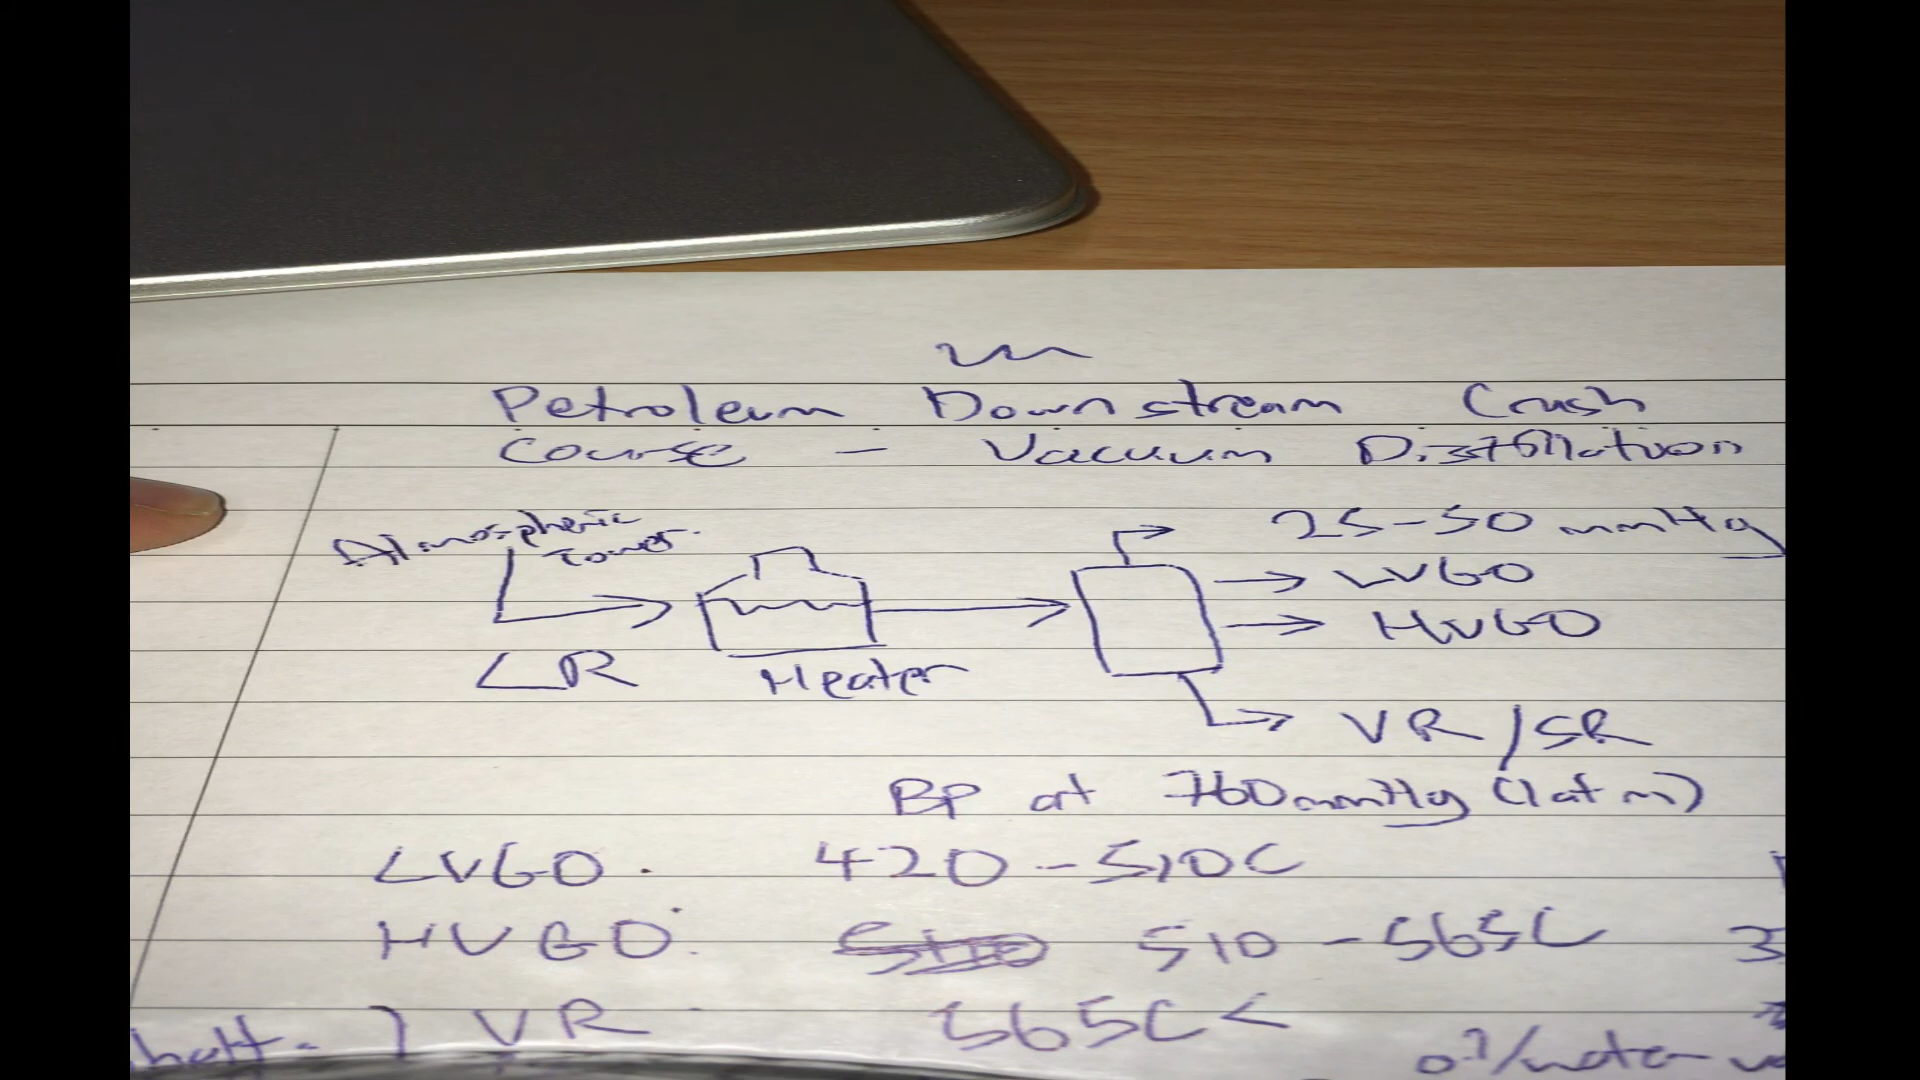 Petroleum Downstream Crush
Course - Vacuum Distillation
Atmospheric
Tower.
25-50 mmHg
LVGO
HVGO
LR
Heater
VR/SR
BP at 760mmHg (1atm)
LVGO. 420-510C
HVGO: 510-565C
VR 565C<